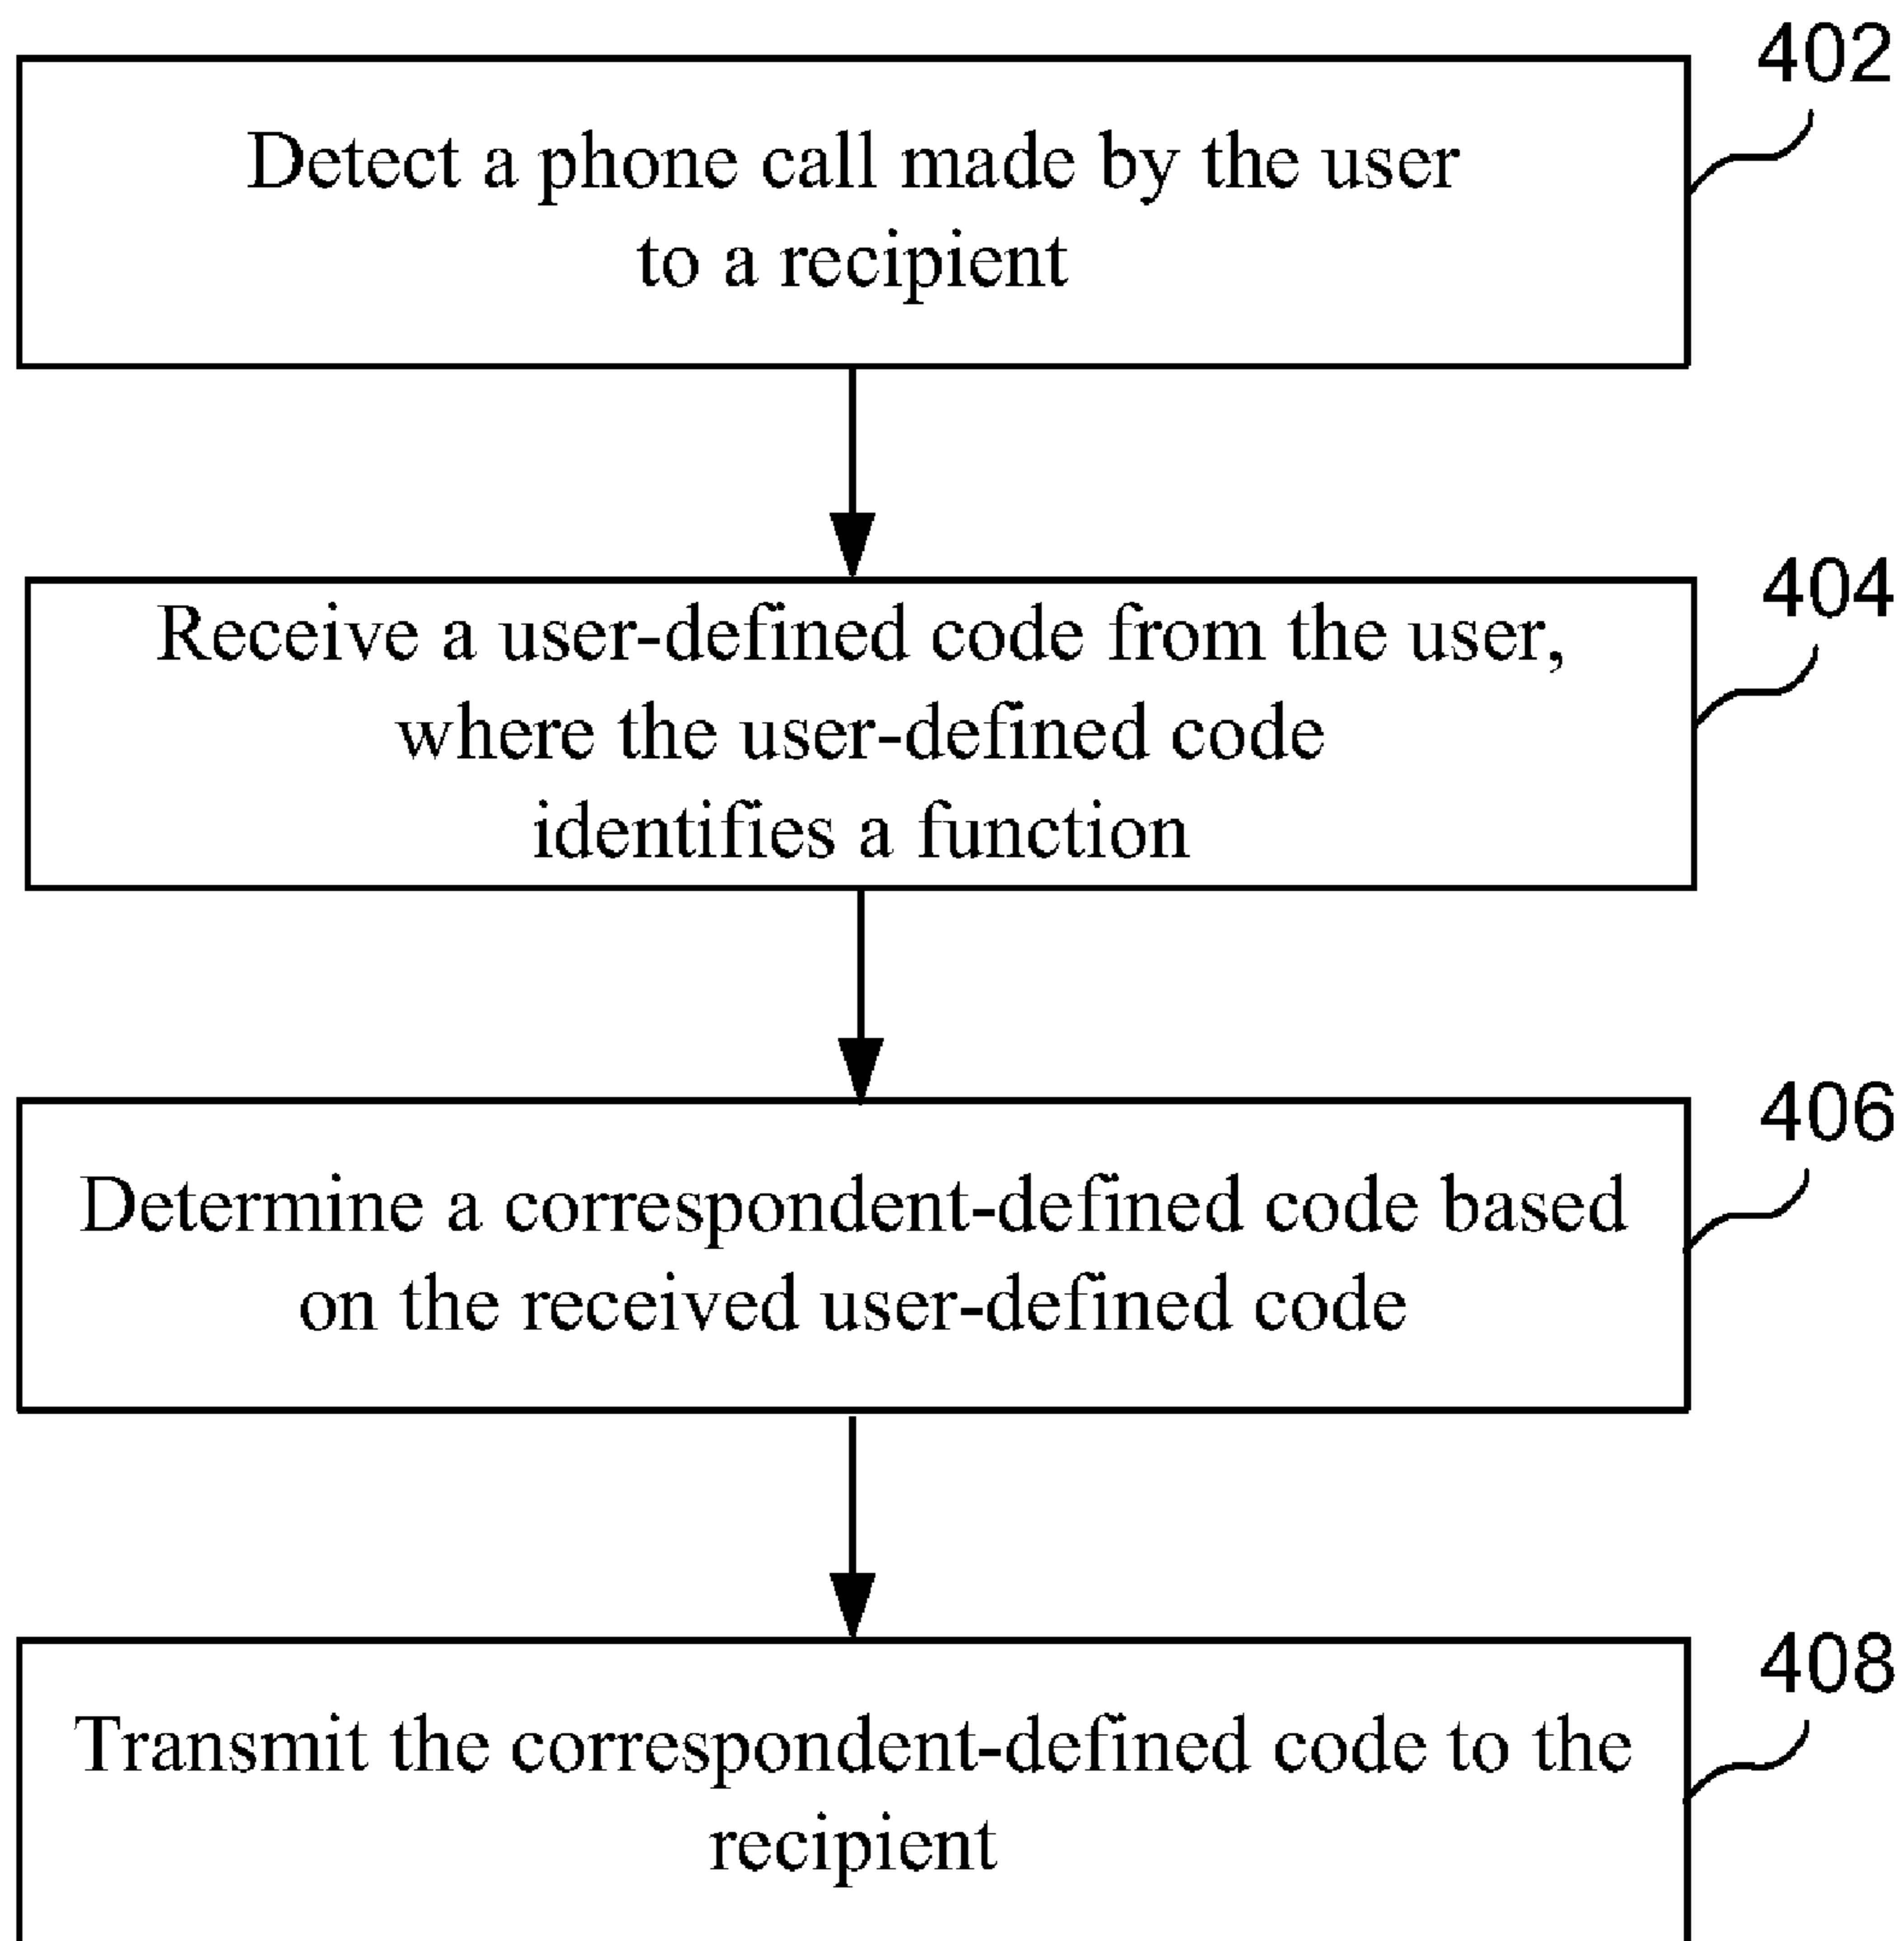 402
Detect a phone call made by the user
to a recipient
404
Receive a user-defined code from the user,
where the user-defined code
identifies a function
406
Determine a correspondent-defined code based
on the received user-defined code
408
Transmit the correspondent-defined code to the
recipient